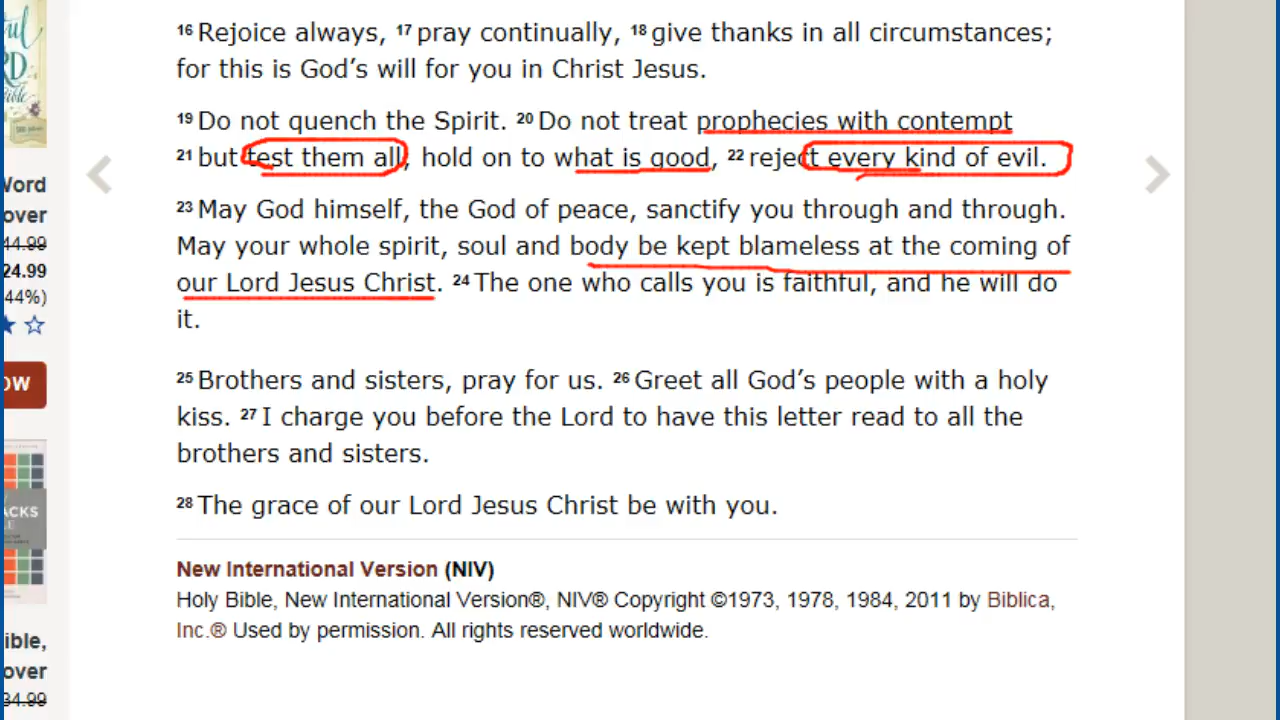 16 Rejoice always, 17 pray continually, 18 give thanks in all circumstances;
for this is God's will for you in Christ Jesus.
19 Do not quench the Spirit. 20 Do not treat prophecies with contempt
21 but test them all, hold on to what is good, 22 reject every kind of evil.
23 May God himself, the God of peace, sanctify you through and through.
May your whole spirit, soul and body be kept blameless at the coming of
our Lord Jesus Christ. 24 The one who calls you is faithful, and he will do
it.
25 Brothers and sisters, pray for us. 26 Greet all God's people with a holy
kiss. 27 I charge you before the Lord to have this letter read to all the
brothers and sisters.
28 The grace of our Lord Jesus Christ be with you.
New International Version (NIV)
Holy Bible, New International Version®, NIV® Copyright ©1973, 1978, 1984, 2011 by Biblica,
Inc.® Used by permission. All rights reserved worldwide.
Word
over
44.99
24.99
44%)
OW
ACKS
ible,
over
34.99